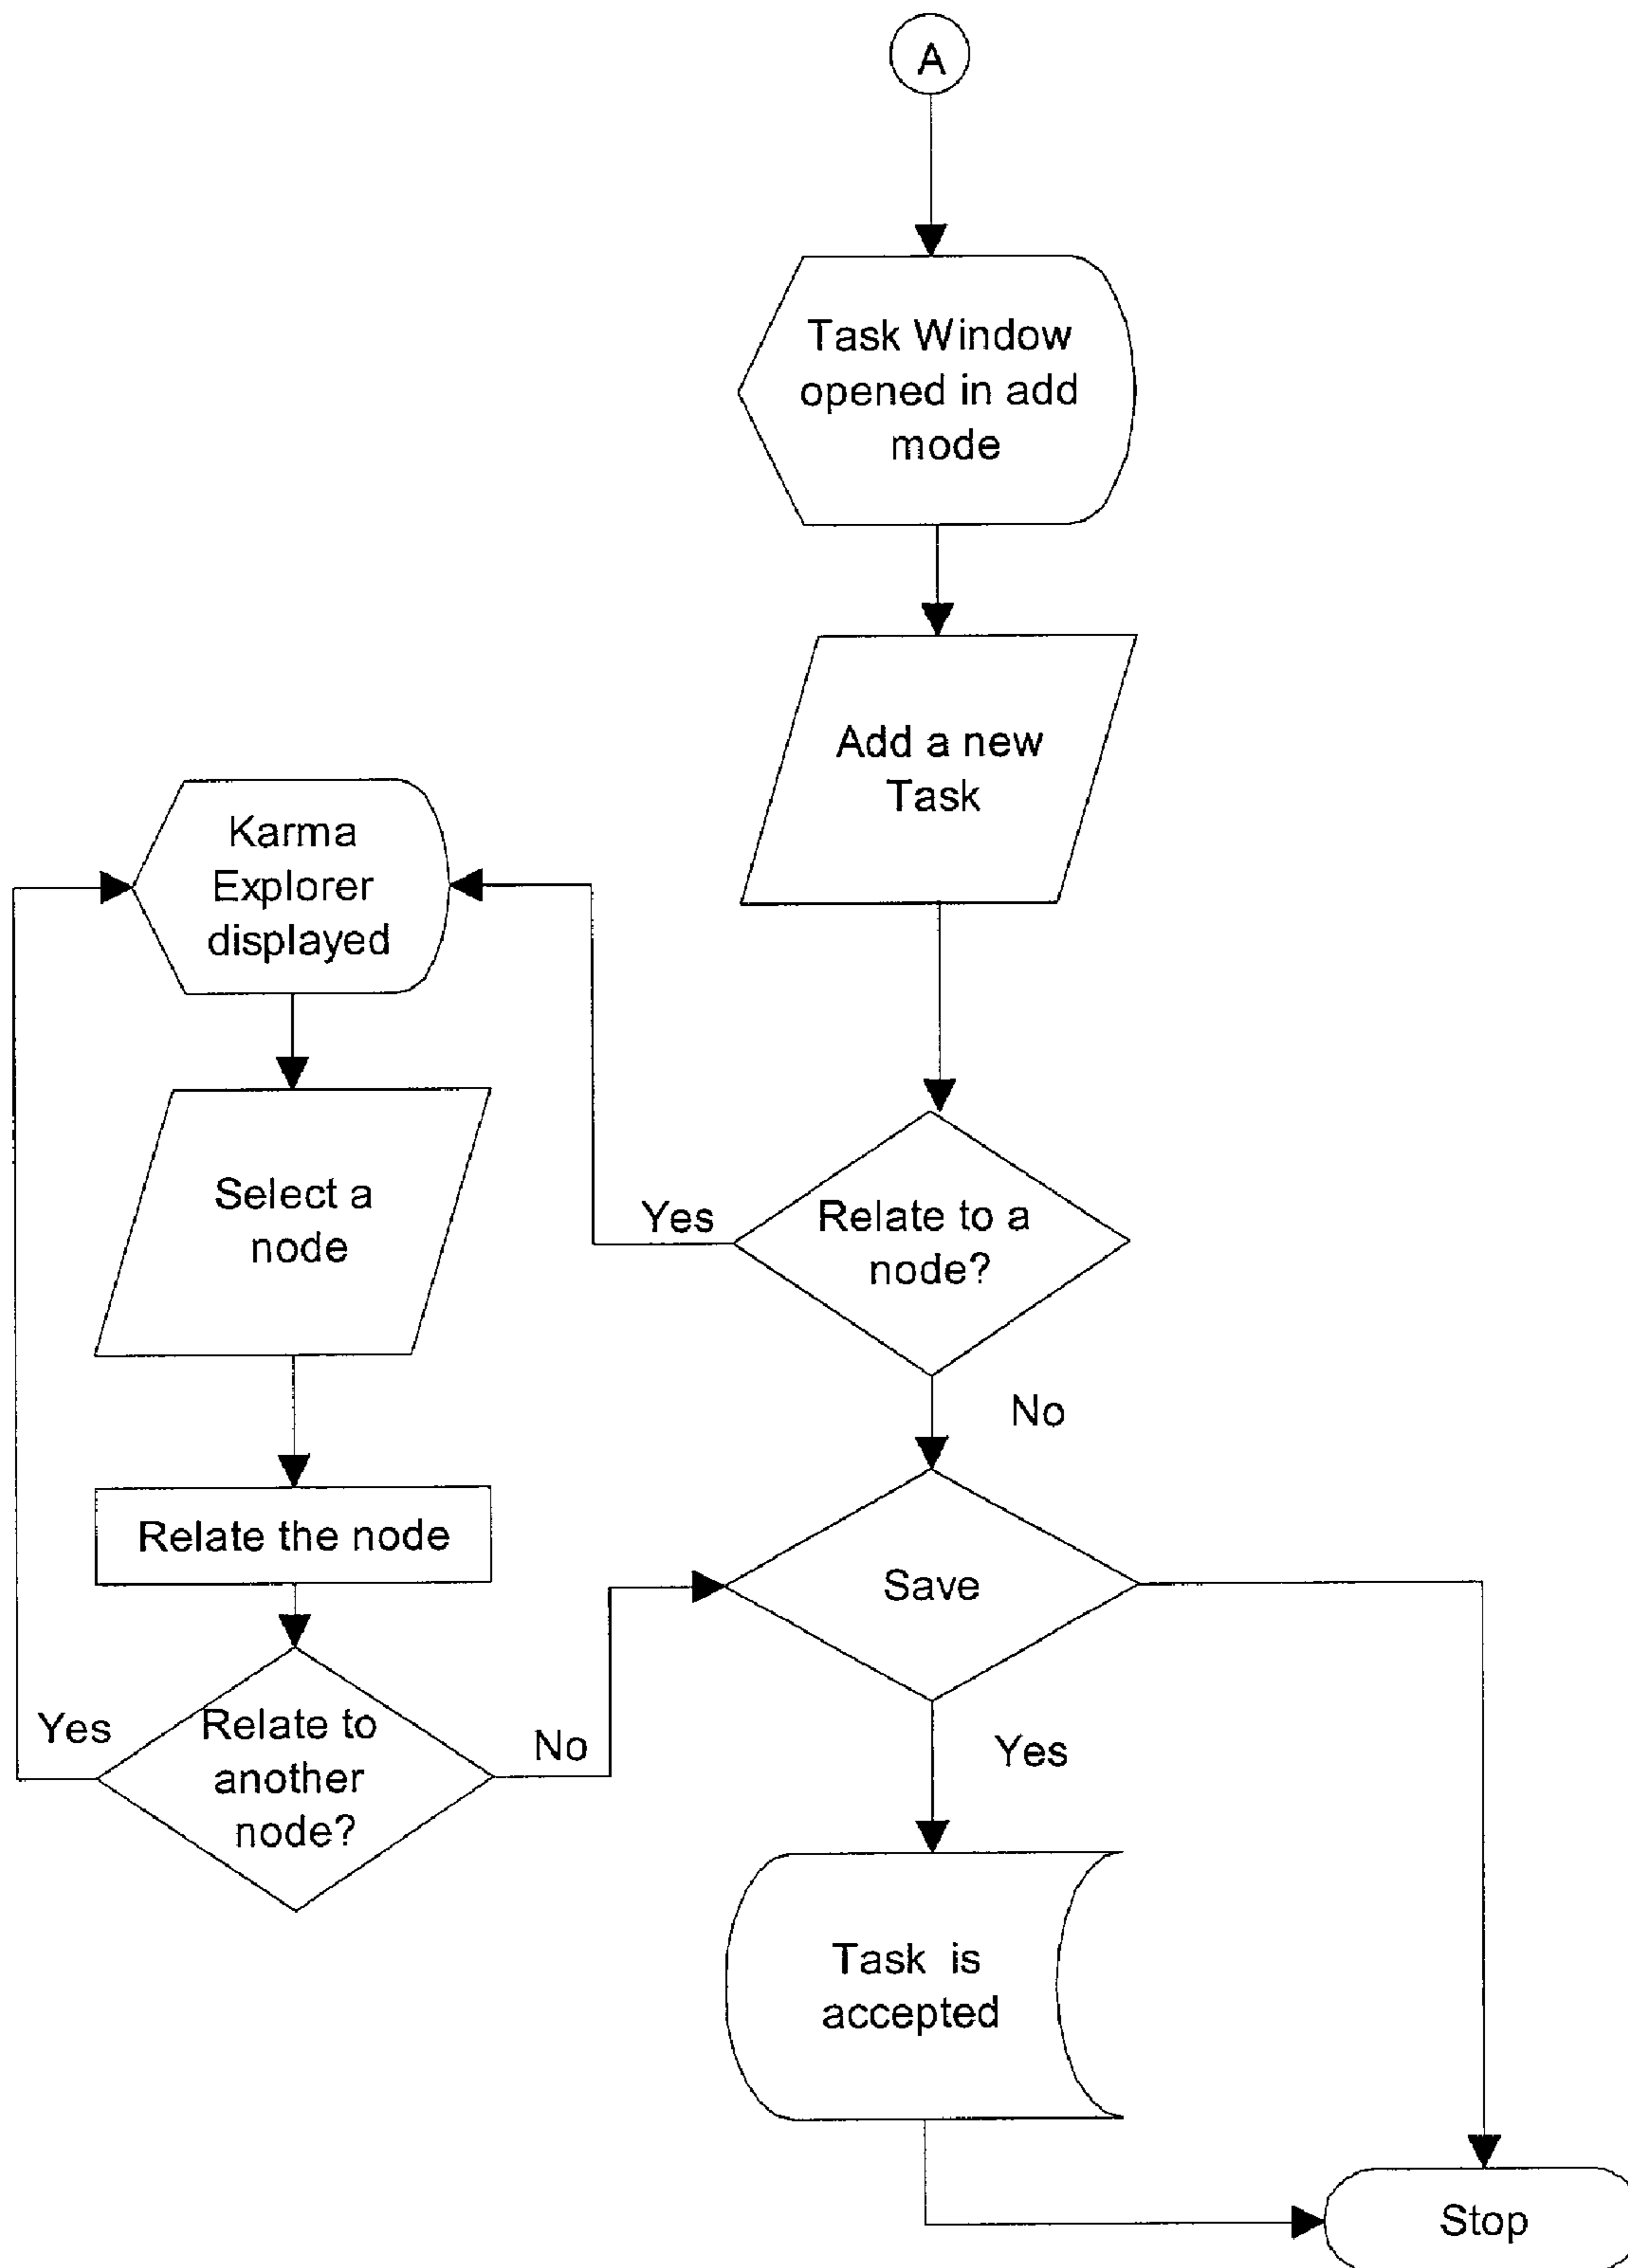 A
Task Window
opened in add
mode
Add a new
Task
Karma
Explorer
displayed
Select a
node
Yes
Relate to a
node?
No
Relate the node
Save
Yes
Relate to
another
node?
No
Yes
Task is
accepted
Stop